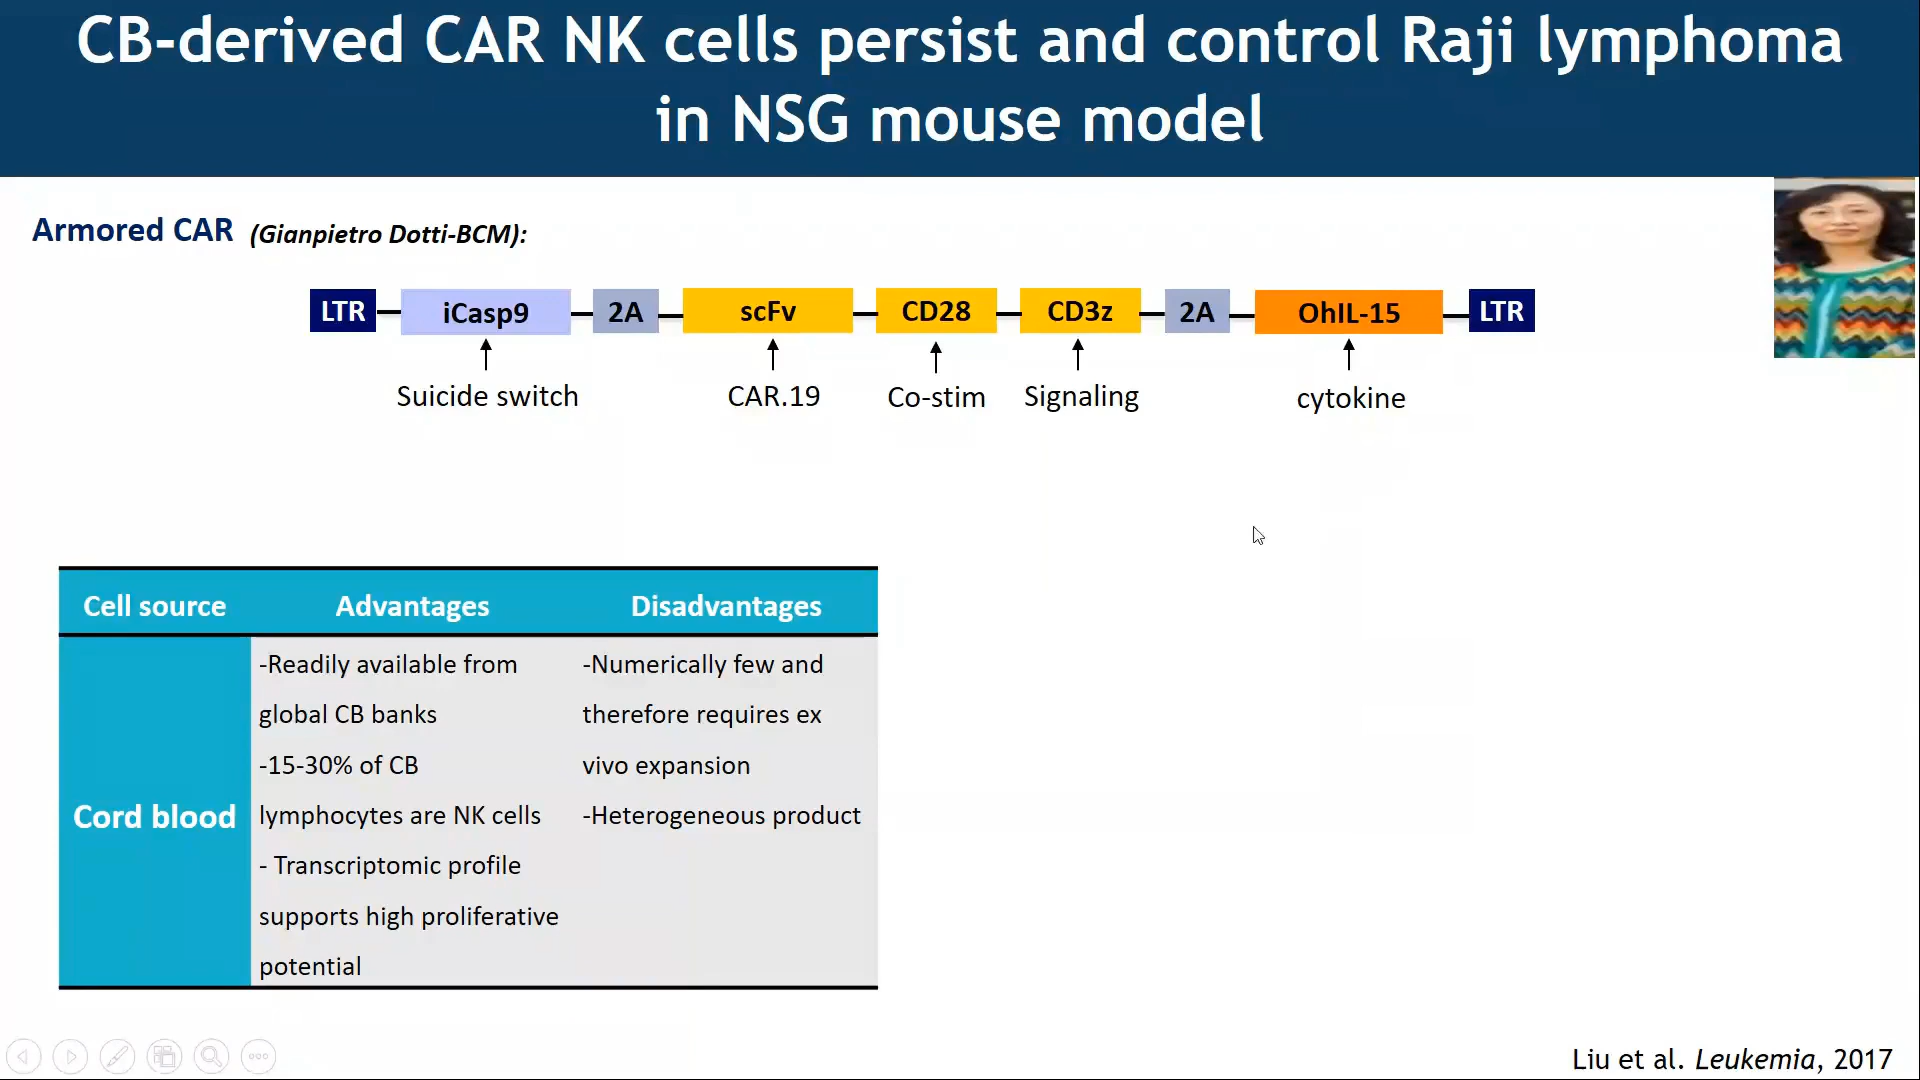 CB-derived CAR NK cells persist and control Raji lymphoma
in NSG mouse model
Armored CAR (Gianpietro Dotti-BCM):
LTR iCasp9 2A scFv CD28 CD3z 2A OhIL-15 LTR
Suicide switch CAR.19 Co-stim Signaling cytokine
Cell source Advantages Disadvantages
Cord blood
-Readily available from
global CB banks
-15-30% of CB
lymphocytes are NK cells
- Transcriptomic profile
supports high proliferative
potential
-Numerically few and
therefore requires ex
vivo expansion
-Heterogeneous product
Liu et al. Leukemia, 2017